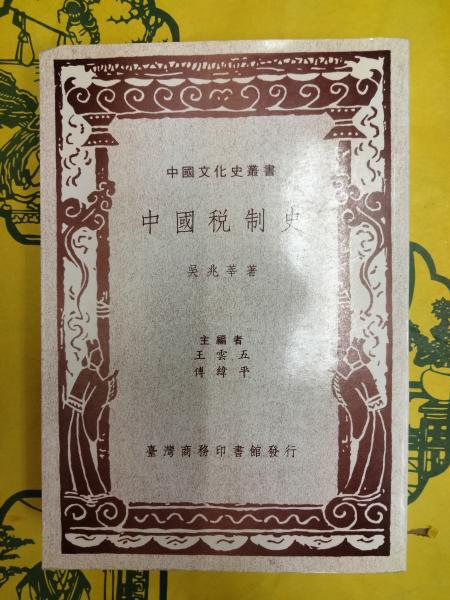 中國文化史叢書
中國稅制史
吳兆莘著
主編者
王雲五
傅緯平
臺灣商務印書館發行